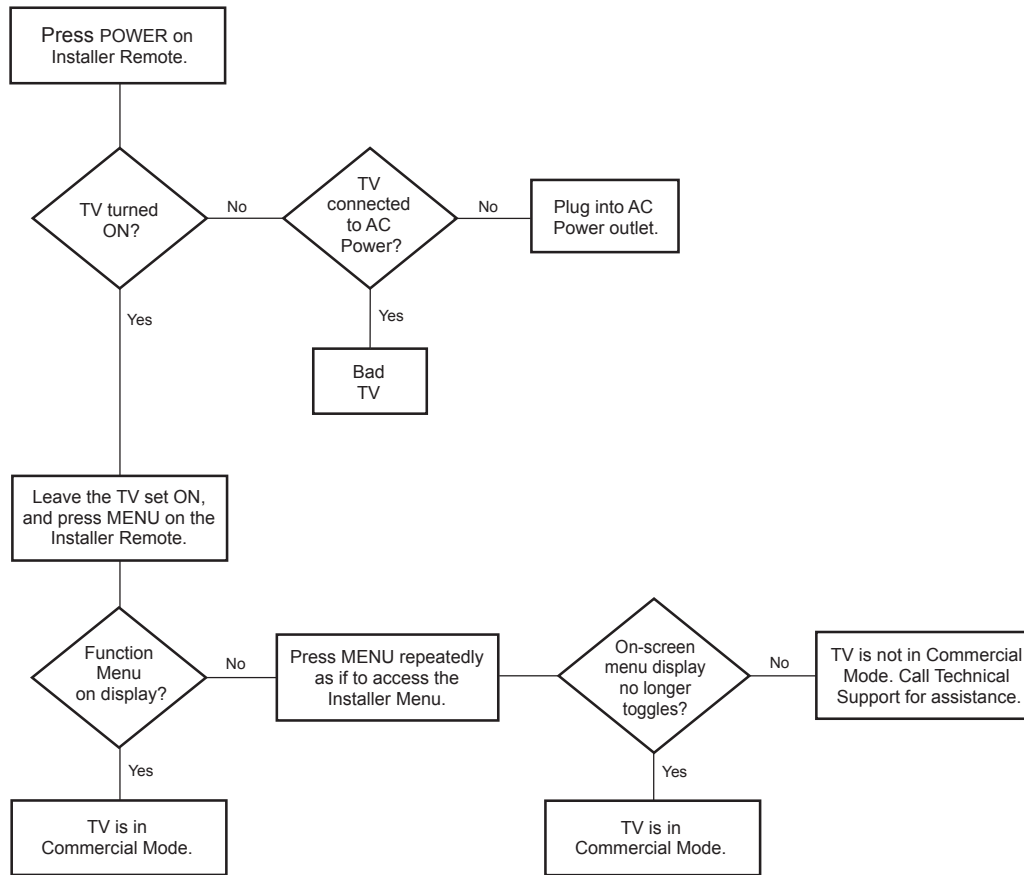 Press POWER on
Installer Remote.
TV turned
ON?
No
TV
connected
to AC
Power?
No
Plug into AC
Power outlet.
Yes
Yes
Bad
TV
Leave the TV set ON,
and press MENU on the
Installer Remote.
Function
Menu
on display?
No
Press MENU repeatedly
as if to access the
Installer Menu.
On-screen
menu display
no longer
toggles?
No
TV is not in Commercial
Mode. Call Technical
Support for assistance.
Yes
TV is in
Commercial Mode.
Yes
TV is in
Commercial Mode.